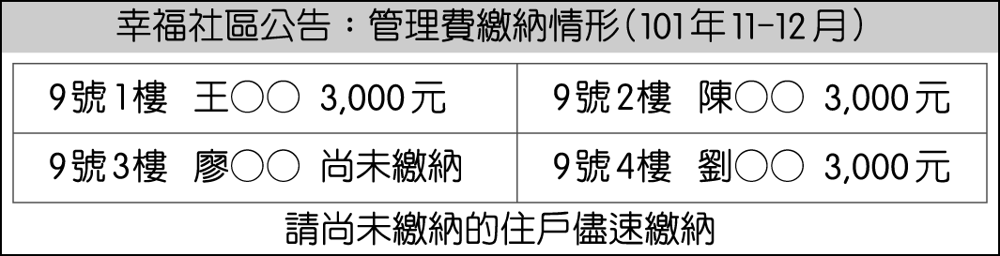 幸福社區公告：管理費繳納情形(101年11-12月)
9號1樓 王○○ 3,000元 9號2樓 陳○○ 3,000元
9號3樓 廖○○ 尚未繳納 9號4樓 劉○○ 3,000元
請尚未繳納的住戶儘速繳納